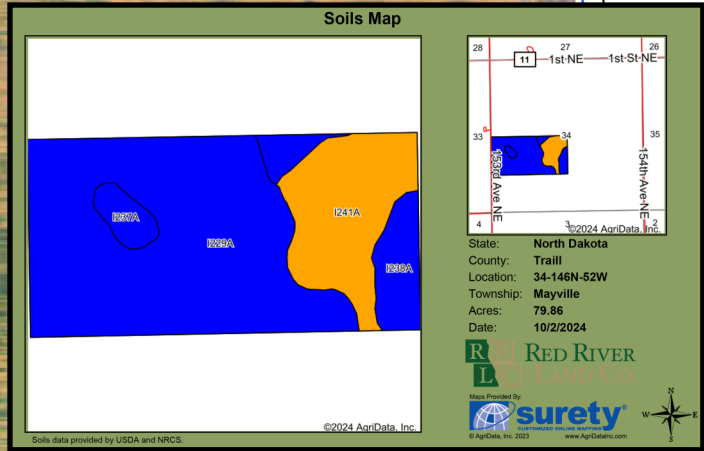 Soils Map
I237A
I229A
I241A
I238A
©2024 AgriData, Inc.
Soils data provided by USDA and NRCS.
28 27 26
11 1st NE 1st St NE
33 34 35
153rd Ave NE
154th Ave NE
4 3 2
©2024 AgriData, Inc.
State: North Dakota
County: Traill
Location: 34-146N-52W
Township: Mayville
Acres: 79.86
Date: 10/2/2024
R E
L C
RED RIVER
LAND CO.
Maps Provided By:
surety®
CUSTOMIZED ONLINE MAPPING
© AgriData, Inc. 2023 www.AgriDataInc.com
N
W E
S